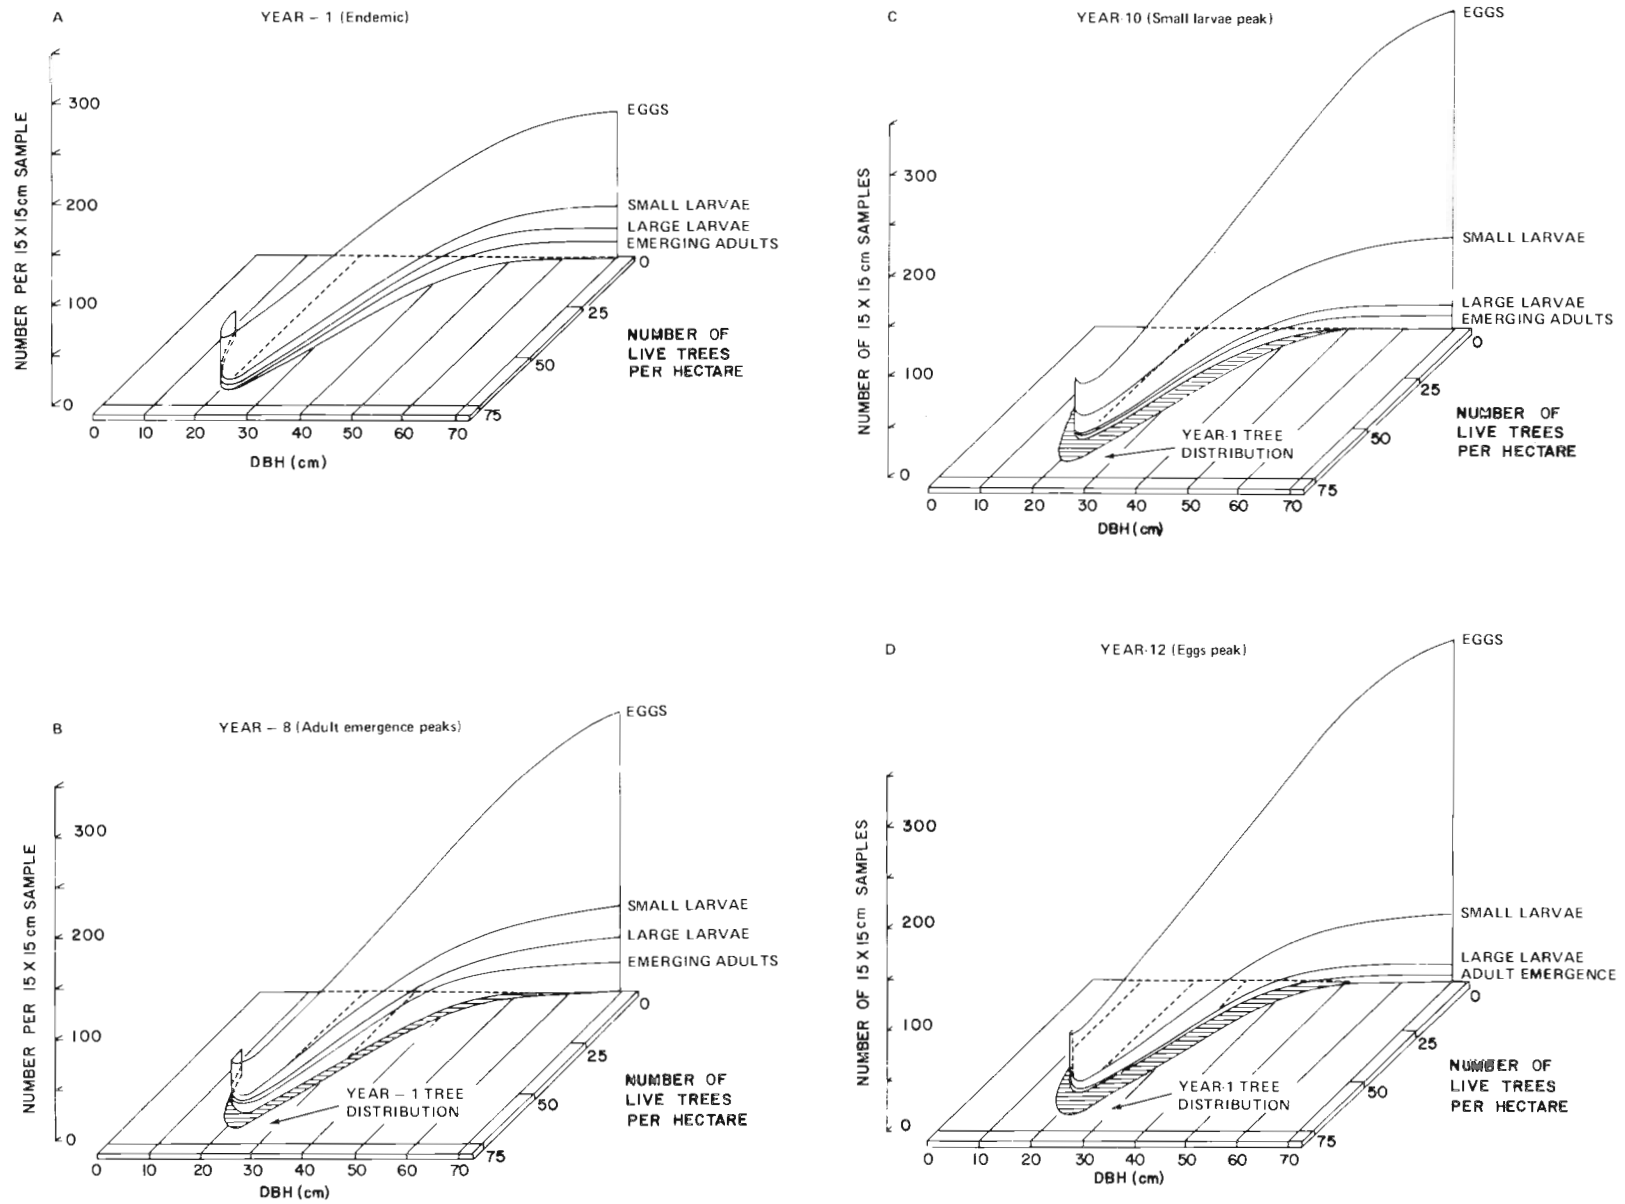 A
YEAR – 1 (Endemic)
NUMBER PER 15 X 15cm SAMPLE
300
200
100
0
EGGS
SMALL LARVAE
LARGE LARVAE
EMERGING ADULTS
0
25
50
75
NUMBER OF
LIVE TREES
PER HECTARE
0 10 20 30 40 50 60 70
DBH (cm)
C
YEAR-10 (Small larvae peak)
NUMBER OF 15 X 15 cm SAMPLES
300
200
100
0
EGGS
SMALL LARVAE
LARGE LARVAE
EMERGING ADULTS
0
25
50
75
NUMBER OF
LIVE TREES
PER HECTARE
YEAR-1 TREE
DISTRIBUTION
0 10 20 30 40 50 60 70
DBH (cm)
B
YEAR – 8 (Adult emergence peaks)
NUMBER PER 15 X 15cm SAMPLE
300
200
100
0
EGGS
SMALL LARVAE
LARGE LARVAE
EMERGING ADULTS
0
25
50
75
NUMBER OF
LIVE TREES
PER HECTARE
YEAR – 1 TREE
DISTRIBUTION
0 10 20 30 40 50 60 70
DBH (cm)
D
YEAR-12 (Eggs peak)
NUMBER OF 15 X 15cm SAMPLES
300
200
100
0
EGGS
SMALL LARVAE
LARGE LARVAE
ADULT EMERGENCE
0
25
50
75
NUMBER OF
LIVE TREES
PER HECTARE
YEAR-1 TREE
DISTRIBUTION
0 10 20 30 40 50 60 70
DBH (cm)